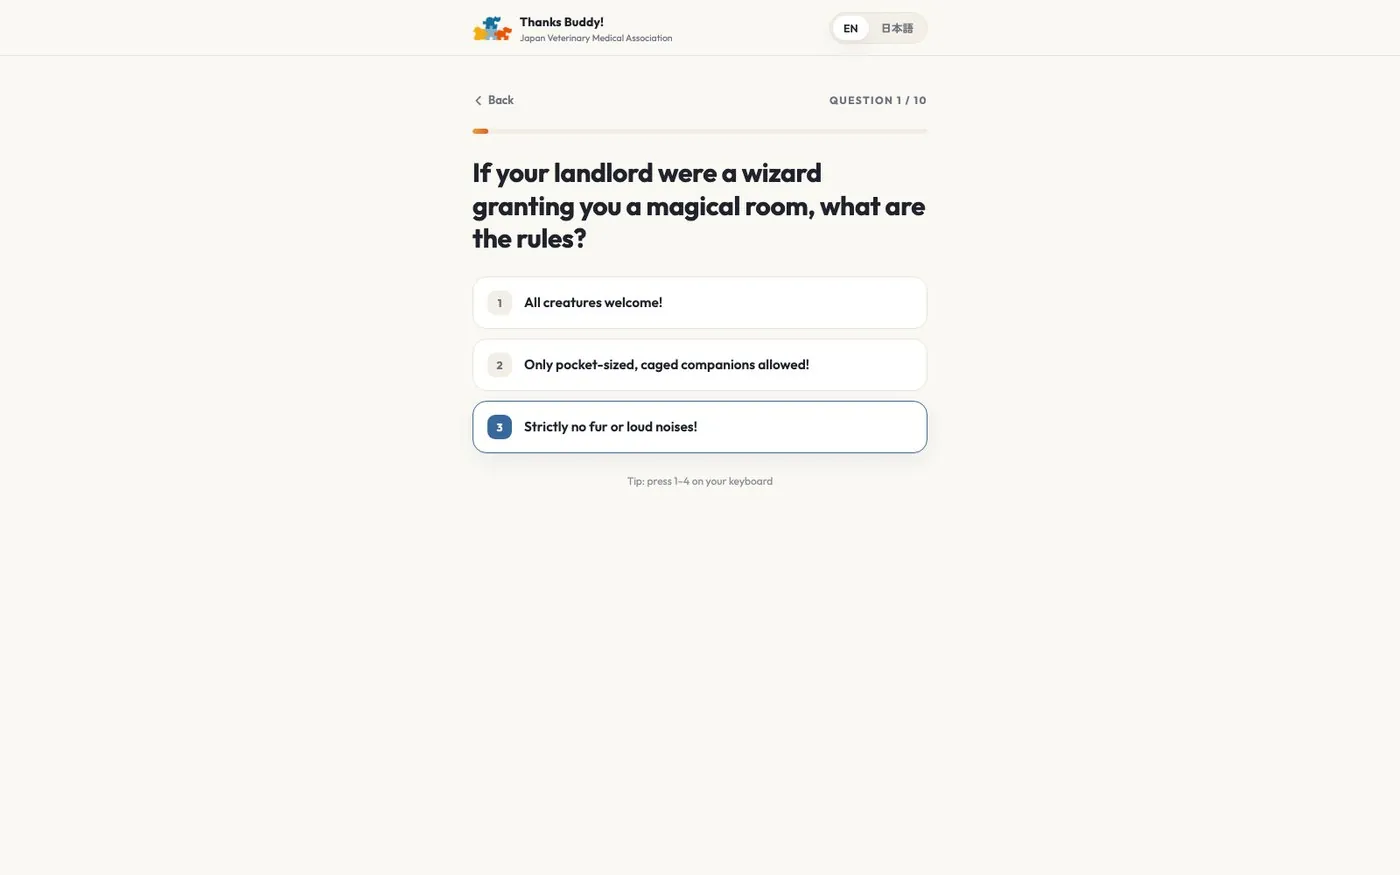 Thanks Buddy!
Japan Veterinary Medical Association
EN
日本語
Back
QUESTION 1 / 10
If your landlord were a wizard
granting you a magical room, what are
the rules?
1 All creatures welcome!
2 Only pocket-sized, caged companions allowed!
3 Strictly no fur or loud noises!
Tip: press 1–4 on your keyboard